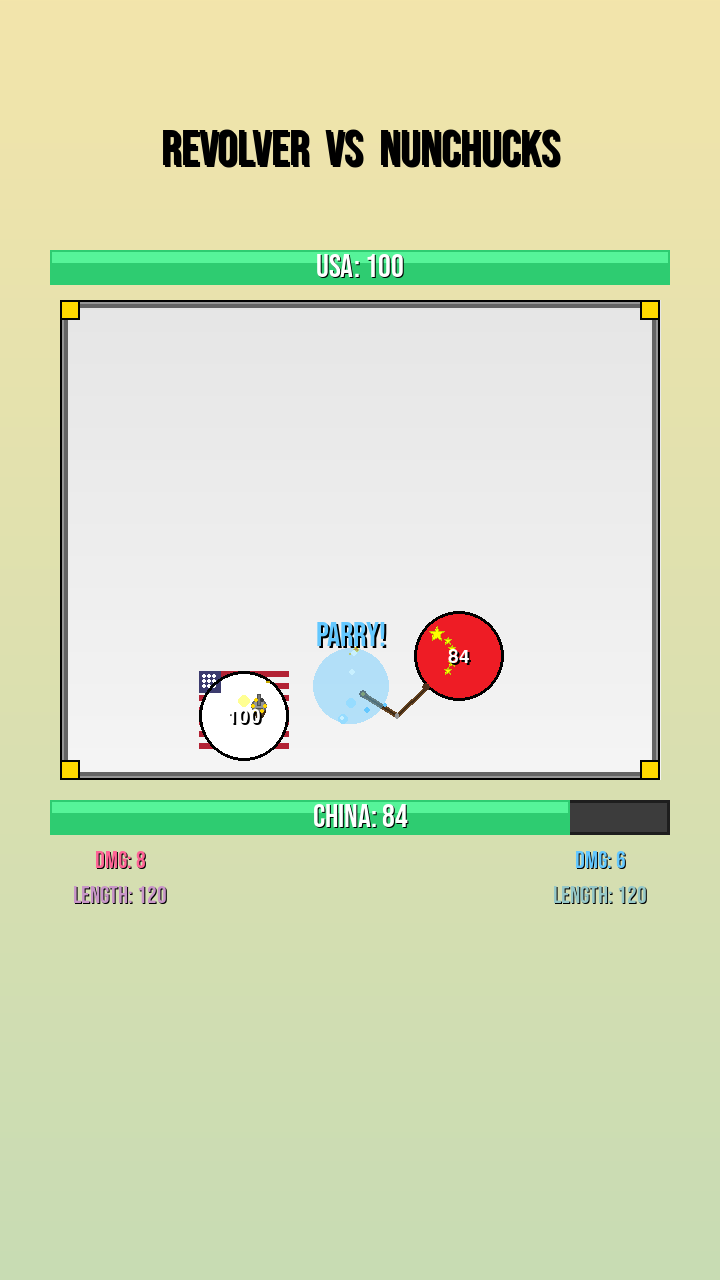 REVOLVER VS NUNCHUCKS
USA: 100
PARRY!
84
100
CHINA: 84
DMG: 8
DMG: 6
LENGTH: 120
LENGTH: 120